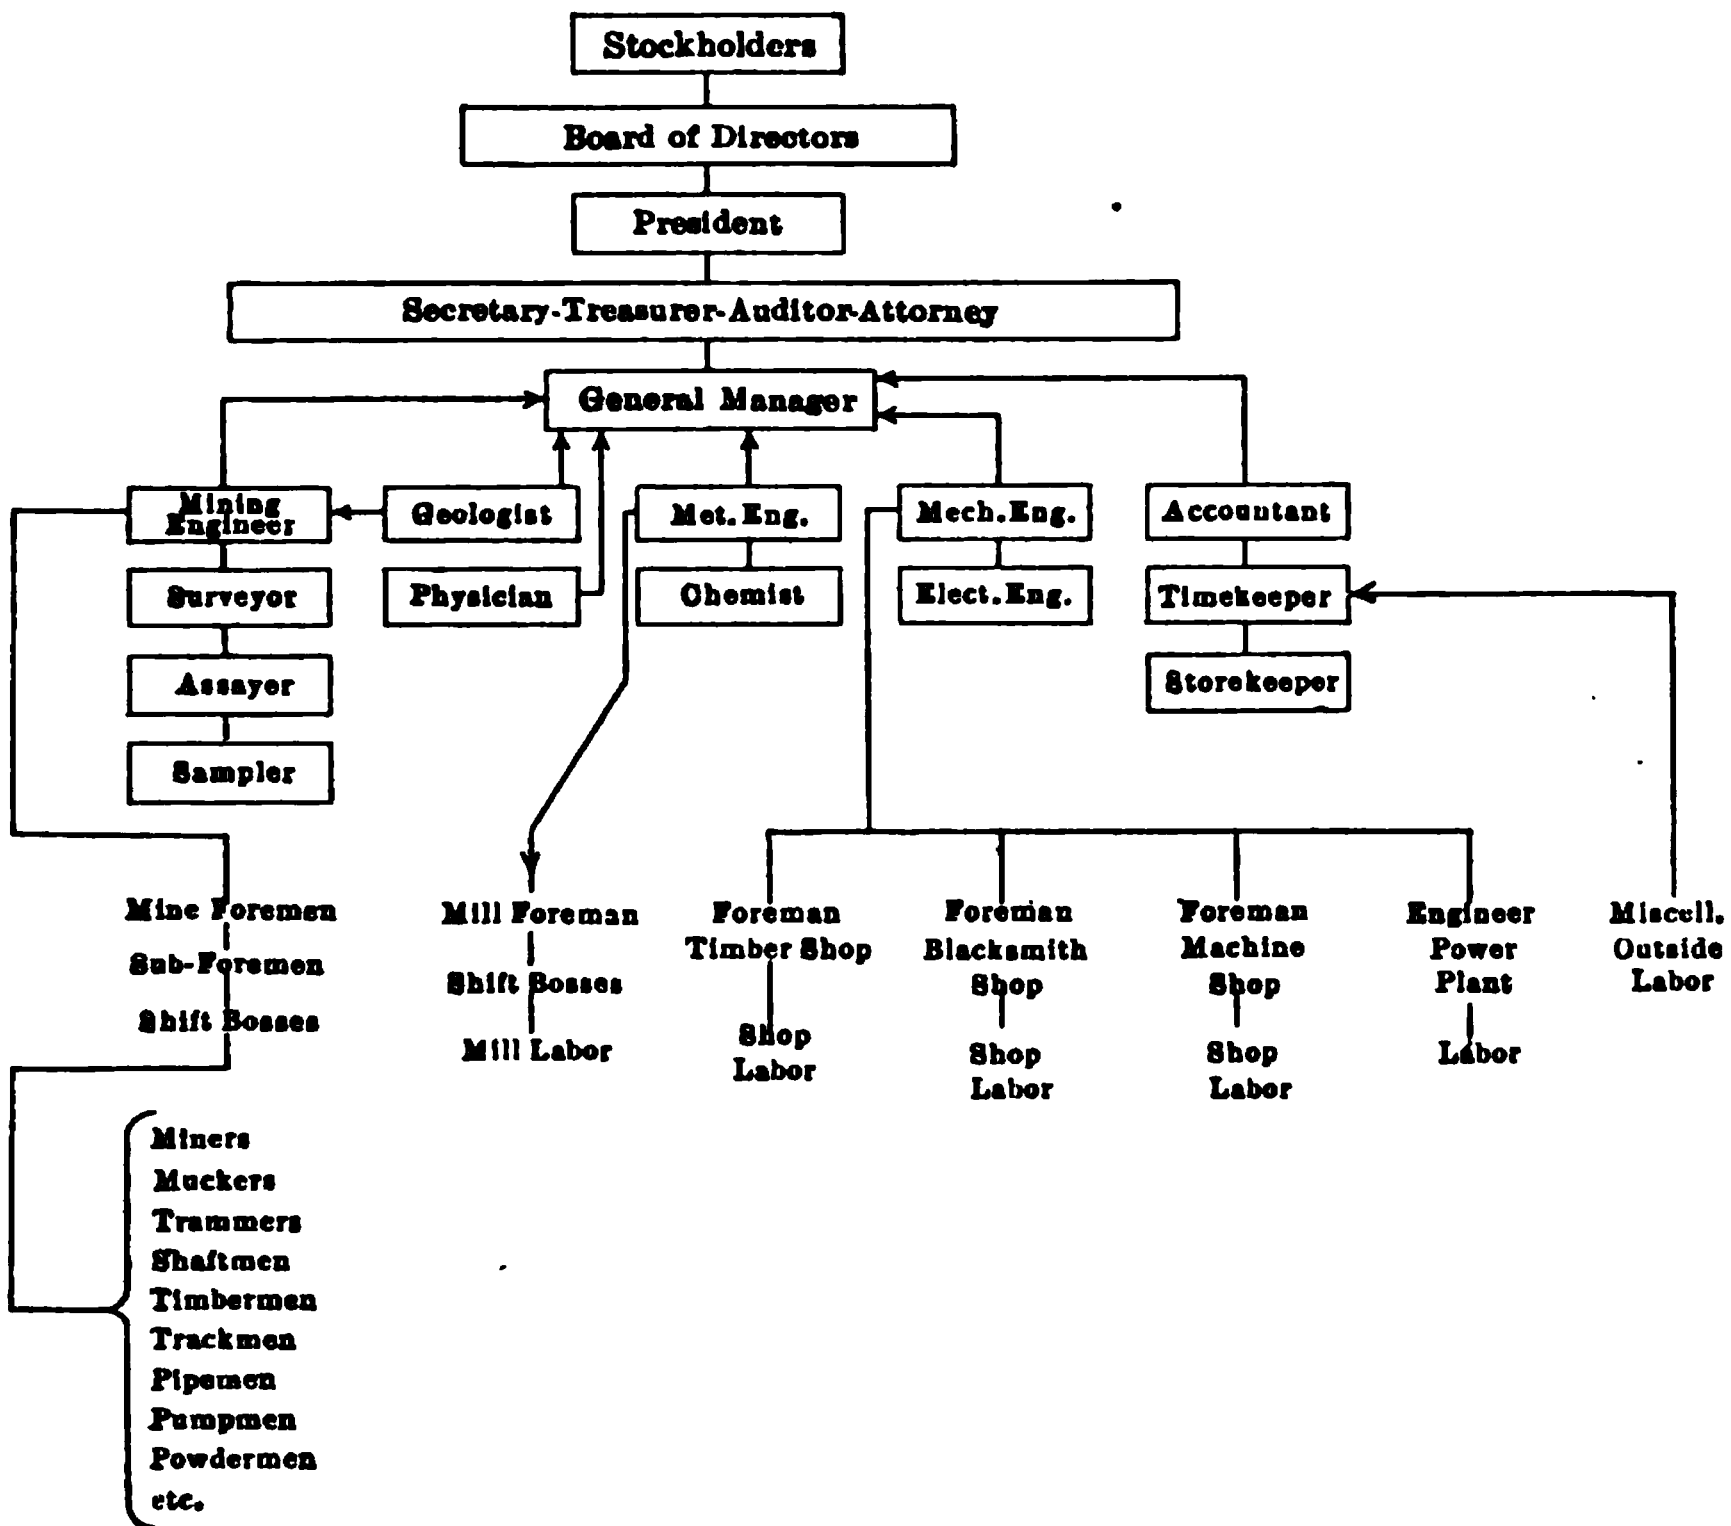 Stockholders
Board of Directors
President
Secretary-Treasurer-Auditor-Attorney
General Manager
Mining
Engineer
Geologist
Met. Eng.
Mech. Eng.
Accountant
Surveyor
Physician
Chemist
Elect. Eng.
Timekeeper
Assayer
Storekeeper
Sampler
Mine Foremen
Sub-Foremen
Shift Bosses
Mill Foreman
Shift Bosses
Mill Labor
Foreman
Timber Shop
Shop
Labor
Foreman
Blacksmith
Shop
Shop
Labor
Foreman
Machine
Shop
Shop
Labor
Engineer
Power
Plant
Labor
Miscell.
Outside
Labor
Miners
Muckers
Trammers
Shaftmen
Timbermen
Trackmen
Pipemen
Pumpmen
Powdermen
etc.